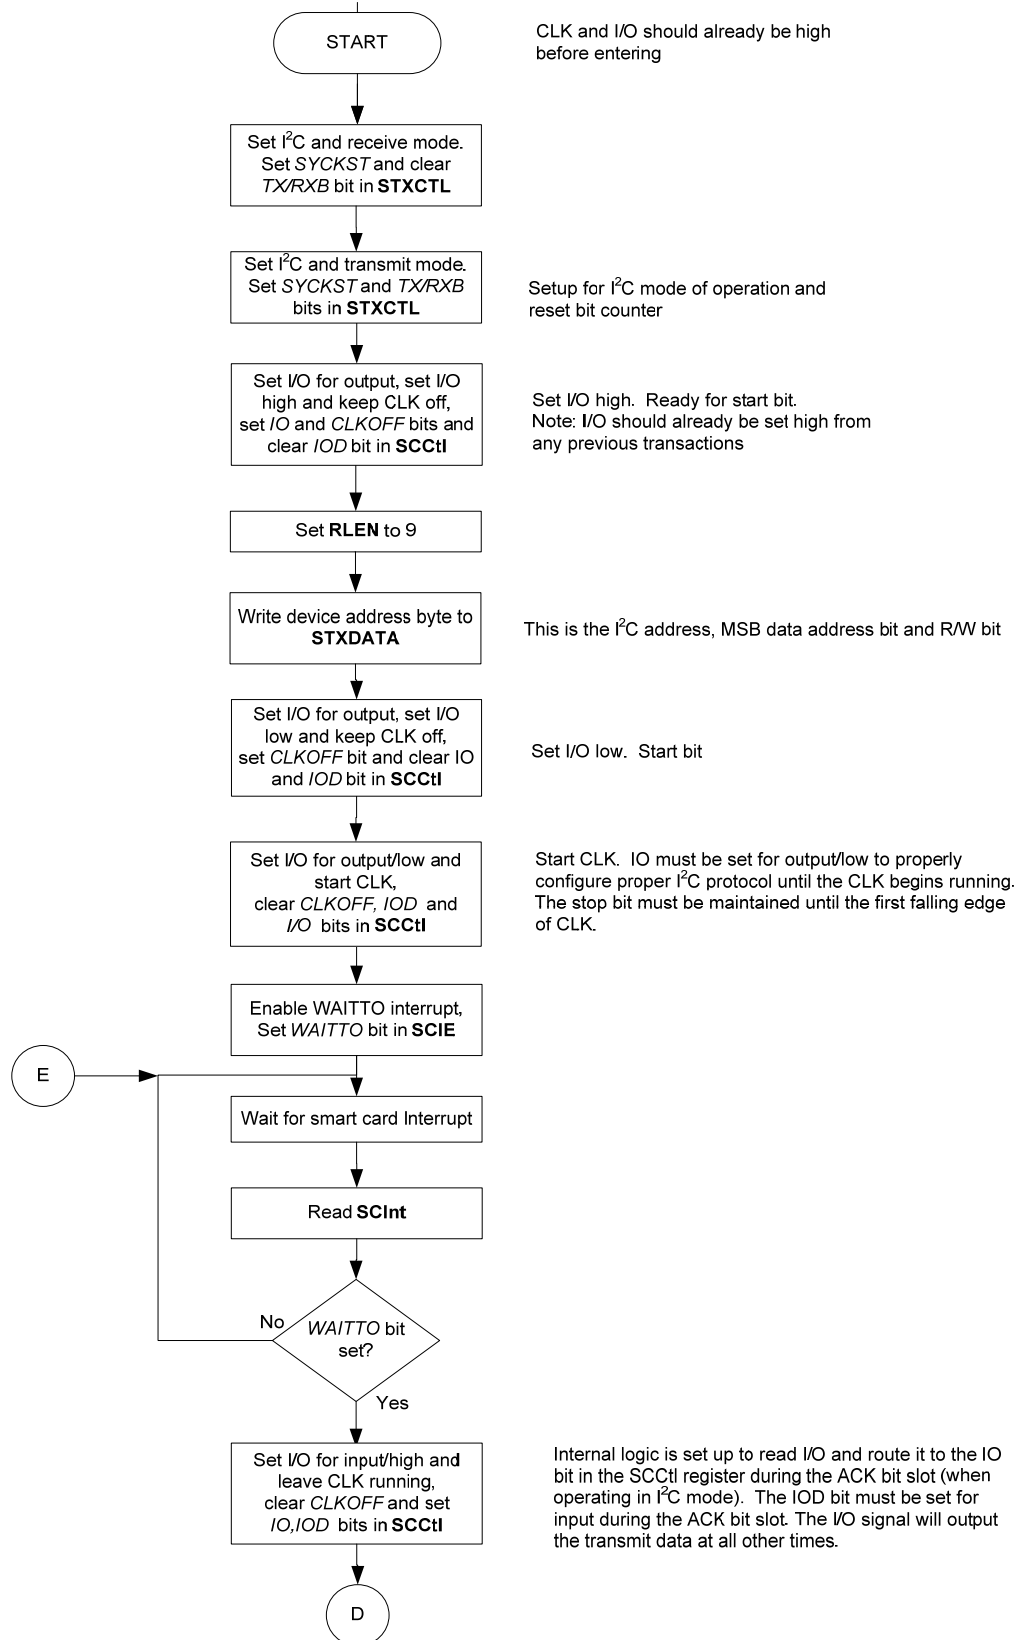 START
CLK and I/O should already be high
before entering
Set I²C and receive mode.
Set SYCKST and clear
TX/RXB bit in STXCTL
Set I²C and transmit mode.
Set SYCKST and TX/RXB
bits in STXCTL
Setup for I²C mode of operation and
reset bit counter
Set I/O for output, set I/O
high and keep CLK off,
set IO and CLKOFF bits and
clear IOD bit in SCCtl
Set I/O high. Ready for start bit.
Note: I/O should already be set high from
any previous transactions
Set RLEN to 9
Write device address byte to
STXDATA
This is the I²C address, MSB data address bit and R/W bit
Set I/O for output, set I/O
low and keep CLK off,
set CLKOFF bit and clear IO
and IOD bit in SCCtl
Set I/O low. Start bit
Set I/O for output/low and
start CLK,
clear CLKOFF, IOD and
I/O bits in SCCtl
Start CLK. IO must be set for output/low to properly
configure proper I²C protocol until the CLK begins running.
The stop bit must be maintained until the first falling edge
of CLK.
Enable WAITTO interrupt,
Set WAITTO bit in SCIE
E
Wait for smart card Interrupt
Read SCInt
No
WAITTO bit
set?
Yes
Set I/O for input/high and
leave CLK running,
clear CLKOFF and set
IO,IOD bits in SCCtl
Internal logic is set up to read I/O and route it to the IO
bit in the SCCtl register during the ACK bit slot (when
operating in I²C mode). The IOD bit must be set for
input during the ACK bit slot. The I/O signal will output
the transmit data at all other times.
D